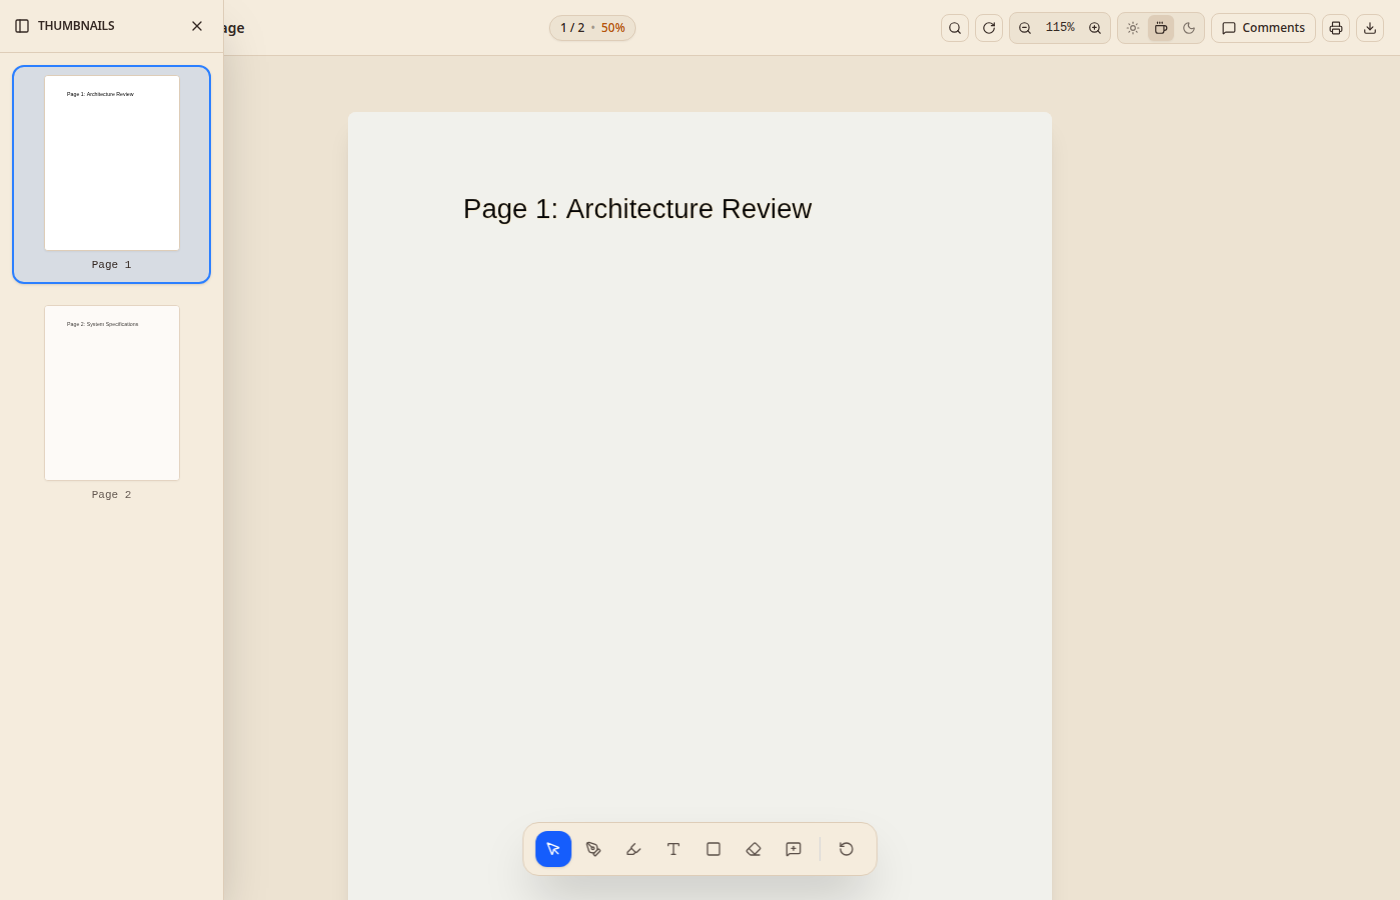 THUMBNAILS
age
1 / 2 • 50%
115%
Comments
Page 1: Architecture Review
Page 1
Page 2: System Specifications
Page 2
Page 1: Architecture Review